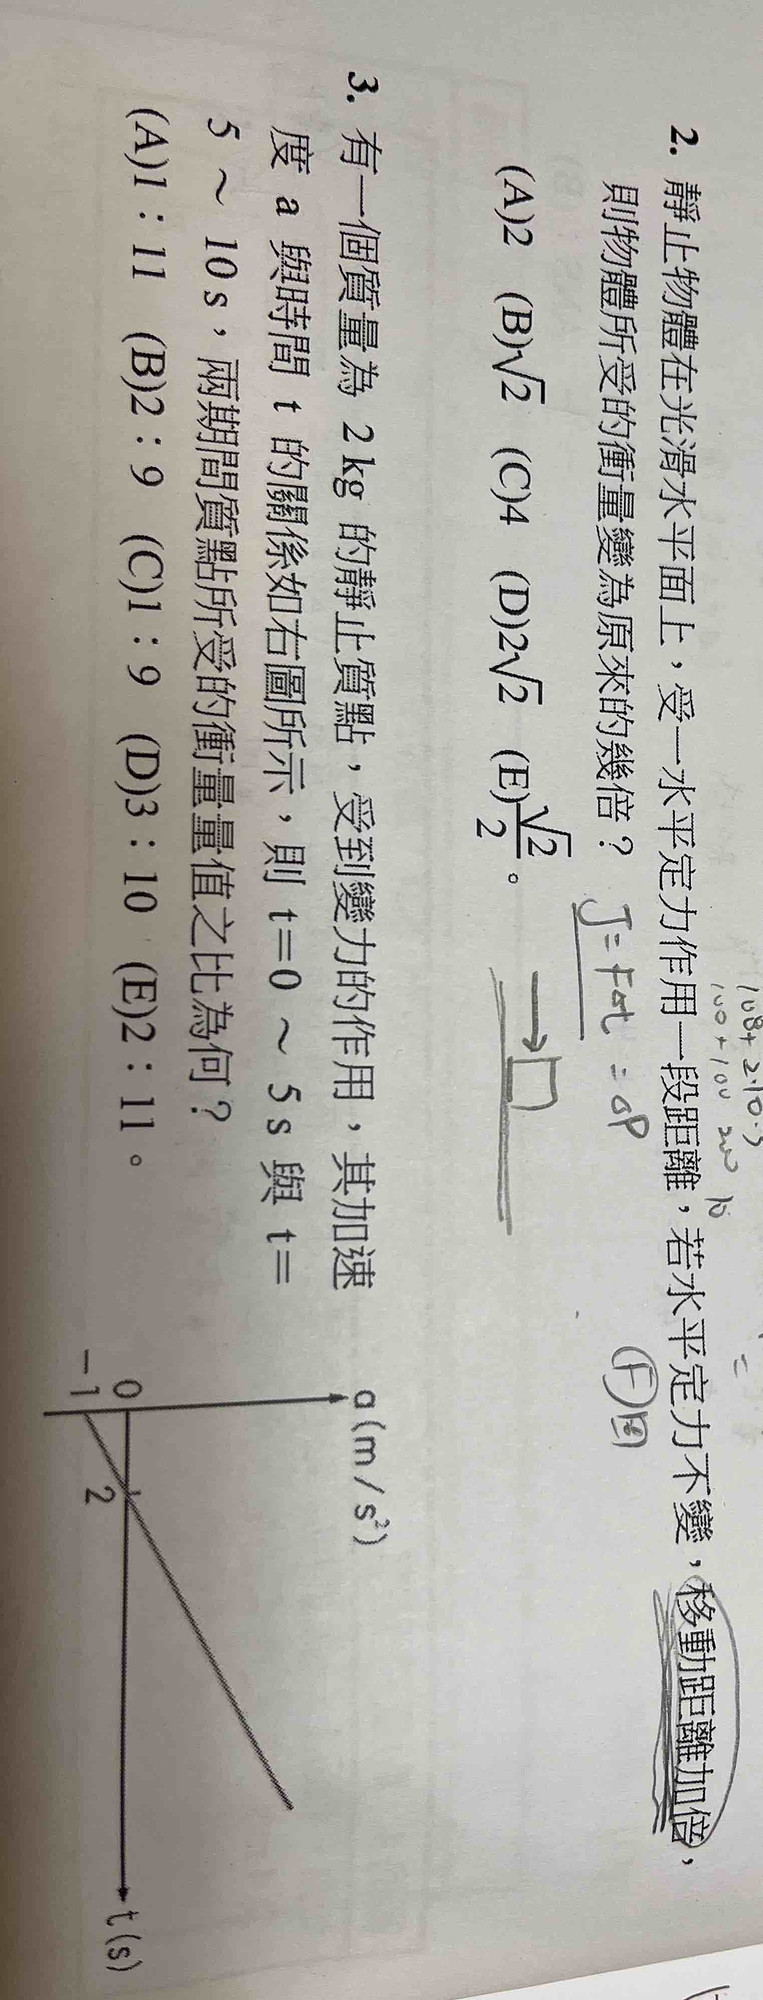 2. 靜止物體在光滑水平面上，受一水平定力作用一段距離，若水平定力不變，移動距離加倍，
則物體所受的衝量變為原來的幾倍？
J=Fat = ΔP
(A)2 (B)√2 (C)4 (D)2√2 (E)√2/2。
3. 有一個質量為 2 kg 的靜止質點，受到變力的作用，其加速
度 a 與時間 t 的關係如右圖所示，則 t=0 ~ 5 s 與 t=
5 ~ 10 s，兩期間質點所受的衝量量值之比為何？
(A)1：11 (B)2：9 (C)1：9 (D)3：10 (E)2：11。
a(m/s²)
0
-1
2
t(s)